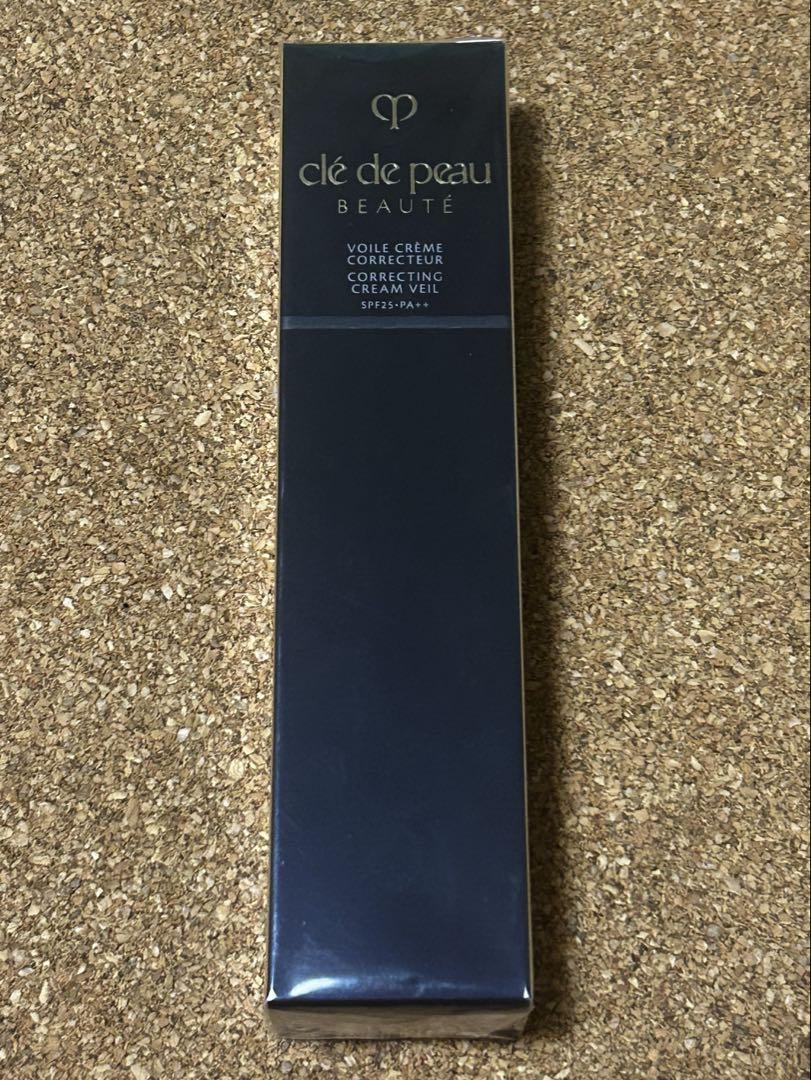 clé de peau
BEAUTÉ
VOILE CRÈME
CORRECTEUR
CORRECTING
CREAM VEIL
SPF25•PA++